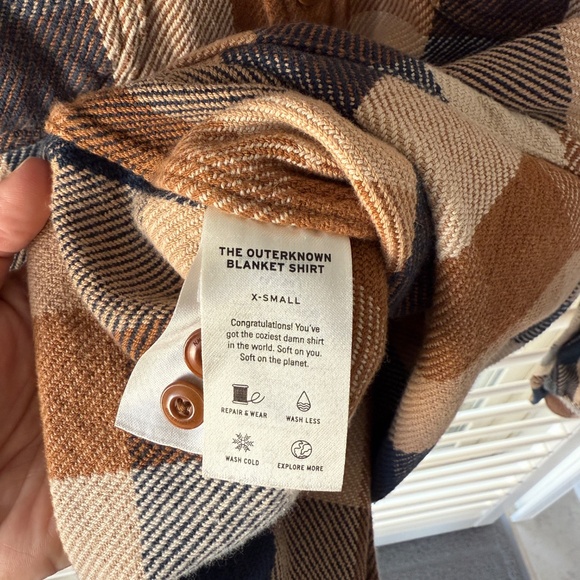 THE OUTERKNOWN
BLANKET SHIRT
X-SMALL
Congratulations! You've
got the coziest damn shirt
in the world. Soft on you.
Soft on the planet.
REPAIR & WEAR
WASH LESS
WASH COLD
EXPLORE MORE